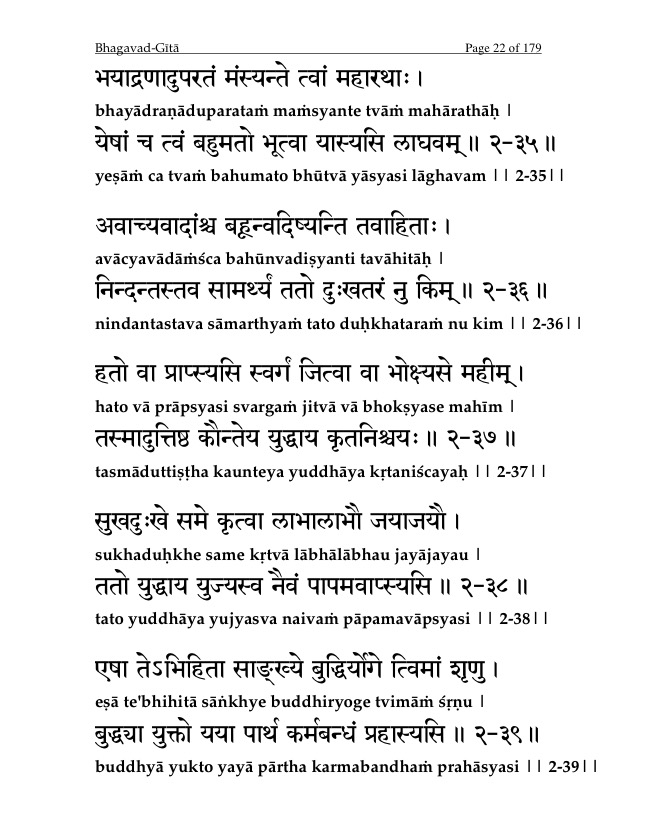 Bhagavad-Gītā Page 22 of 179
भयाद्रणादुपरतं मंस्यन्ते त्वां महारथाः ।
bhayādraṇāduparataṁ maṁsyante tvāṁ mahārathāḥ |
येषां च त्वं बहुमतो भूत्वा यास्यसि लाघवम् ॥ २-३५॥
yeṣāṁ ca tvaṁ bahumato bhūtvā yāsyasi lāghavam || 2-35||
अवाच्यवादांश्च बहून्वदिष्यन्ति तवाहिताः ।
avācyavādāṁśca bahūnvadiṣyanti tavāhitāḥ |
निन्दन्तस्तव सामर्थ्यं ततो दुःखतरं नु किम् ॥ २-३६॥
nindantastava sāmarthyaṁ tato duḥkhataraṁ nu kim || 2-36||
हतो वा प्राप्स्यसि स्वर्गं जित्वा वा भोक्ष्यसे महीम् ।
hato vā prāpsyasi svargaṁ jitvā vā bhokṣyase mahīm |
तस्मादुत्तिष्ठ कौन्तेय युद्धाय कृतनिश्चयः ॥ २-३७॥
tasmāduttiṣṭha kaunteya yuddhāya kṛtaniścayaḥ || 2-37||
सुखदुःखे समे कृत्वा लाभालाभौ जयाजयौ ।
sukhaduḥkhe same kṛtvā lābhālābhau jayājayau |
ततो युद्धाय युज्यस्व नैवं पापमवाप्स्यसि ॥ २-३८॥
tato yuddhāya yujyasva naivaṁ pāpamavāpsyasi || 2-38||
एषा तेऽभिहिता साङ्ख्ये बुद्धिर्योगे त्विमां शृणु ।
eṣā te'bhihitā sāṅkhye buddhiryoge tvimāṁ śṛṇu |
बुद्ध्या युक्तो यया पार्थ कर्मबन्धं प्रहास्यसि ॥ २-३९॥
buddhyā yukto yayā pārtha karmabandhaṁ prahāsyasi || 2-39||